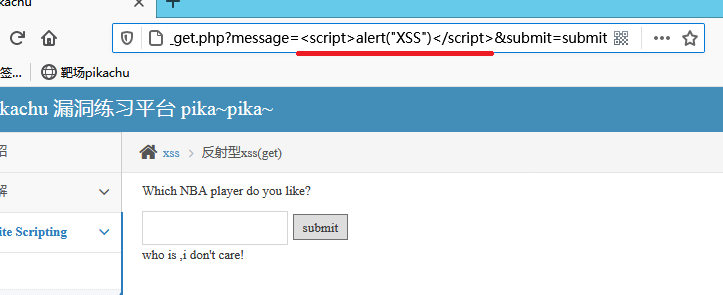 kachu
_get.php?message=<script>alert("XSS")</script>&submit=submit
签... 靶场pikachu
kachu 漏洞练习平台 pika~pika~
绍
xss > 反射型xss(get)
解
Which NBA player do you like?
submit
ite Scripting
who is ,i don't care!